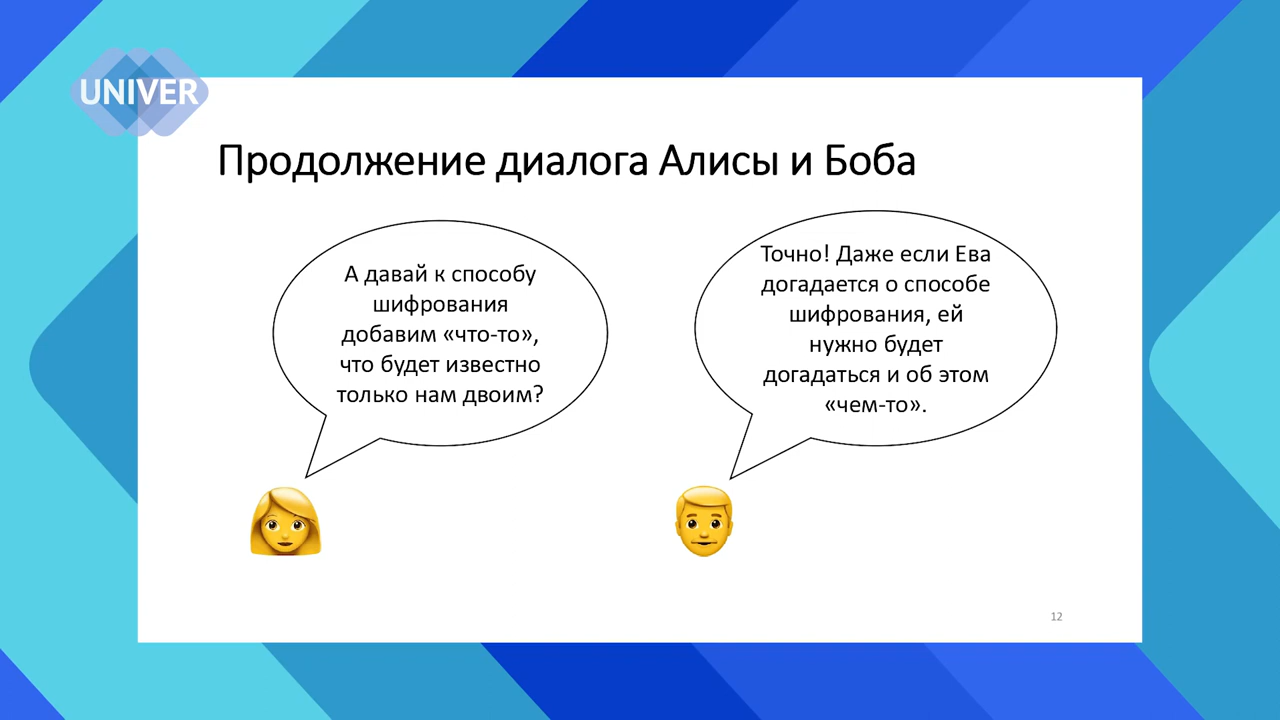 UNIVER
Продолжение диалога Алисы и Боба
А давай к способу
шифрования
добавим «что-то»,
что будет известно
только нам двоим?
Точно! Даже если Ева
догадается о способе
шифрования, ей
нужно будет
догадаться и об этом
«чем-то».
12